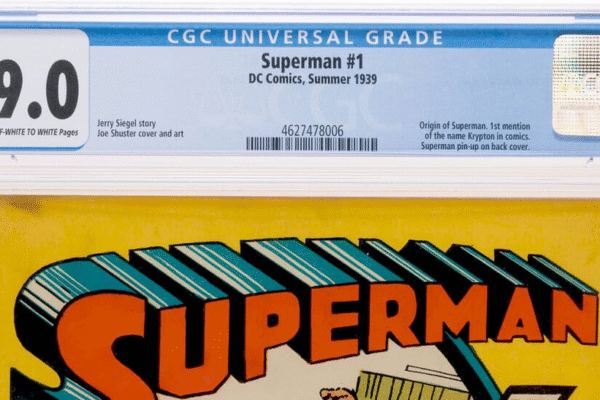 CGC UNIVERSAL GRADE
9.0
F-WHITE TO WHITE Pages
Superman #1
DC Comics, Summer 1939
Jerry Siegel story
Joe Shuster cover and art
4627478006
Origin of Superman. 1st mention
of the name Krypton in comics.
Superman pin-up on back cover.
SUPERMAN